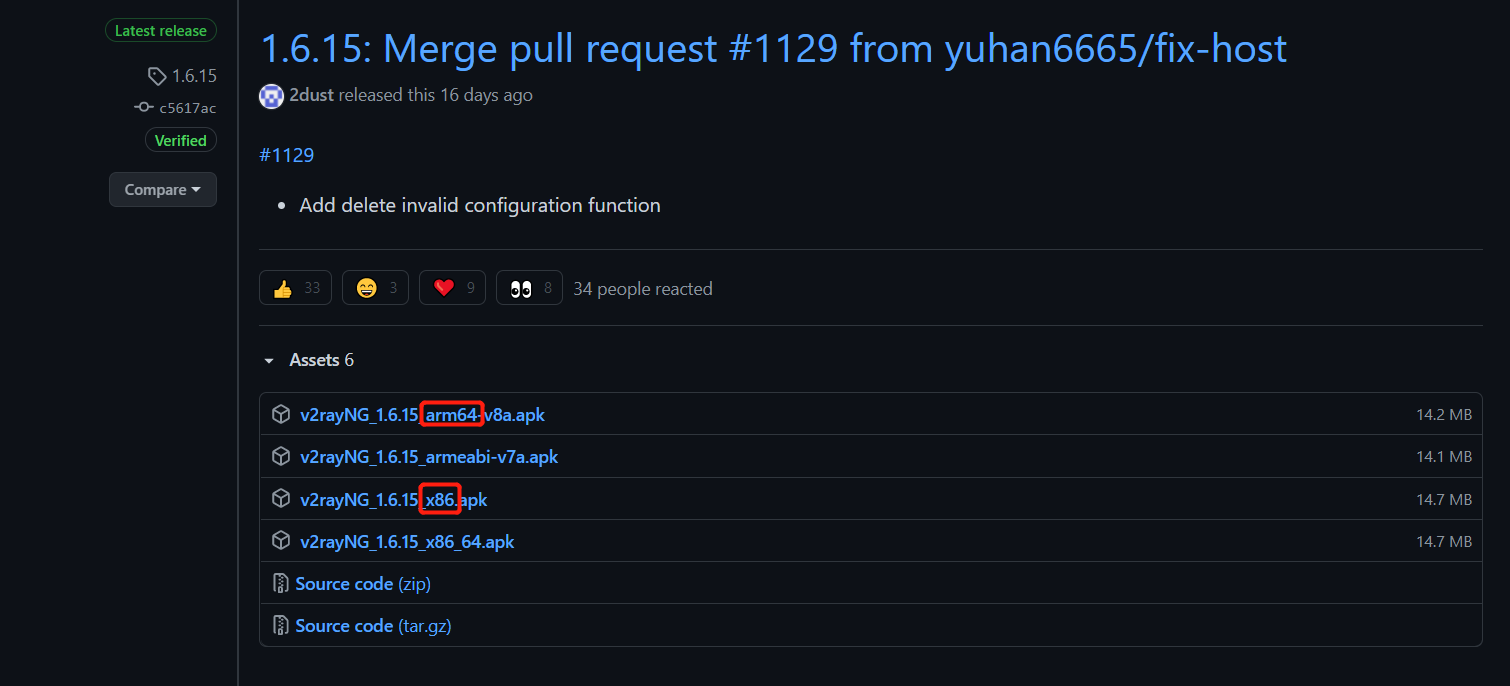 Latest release
1.6.15
c5617ac
Verified
Compare
1.6.15: Merge pull request #1129 from yuhan6665/fix-host
2dust released this 16 days ago
#1129
Add delete invalid configuration function
33 3 9 8 34 people reacted
Assets 6
v2rayNG_1.6.15_arm64-v8a.apk 14.2 MB
v2rayNG_1.6.15_armeabi-v7a.apk 14.1 MB
v2rayNG_1.6.15_x86.apk 14.7 MB
v2rayNG_1.6.15_x86_64.apk 14.7 MB
Source code (zip)
Source code (tar.gz)